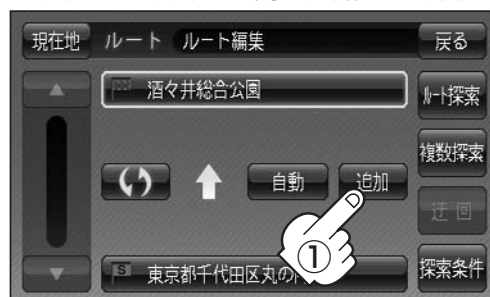 現在地 ルート ルート編集 戻る
酒々井総合公園
ルート探索
複数探索
自動 追加
迂回
①
S 東京都千代田区丸の
探索条件